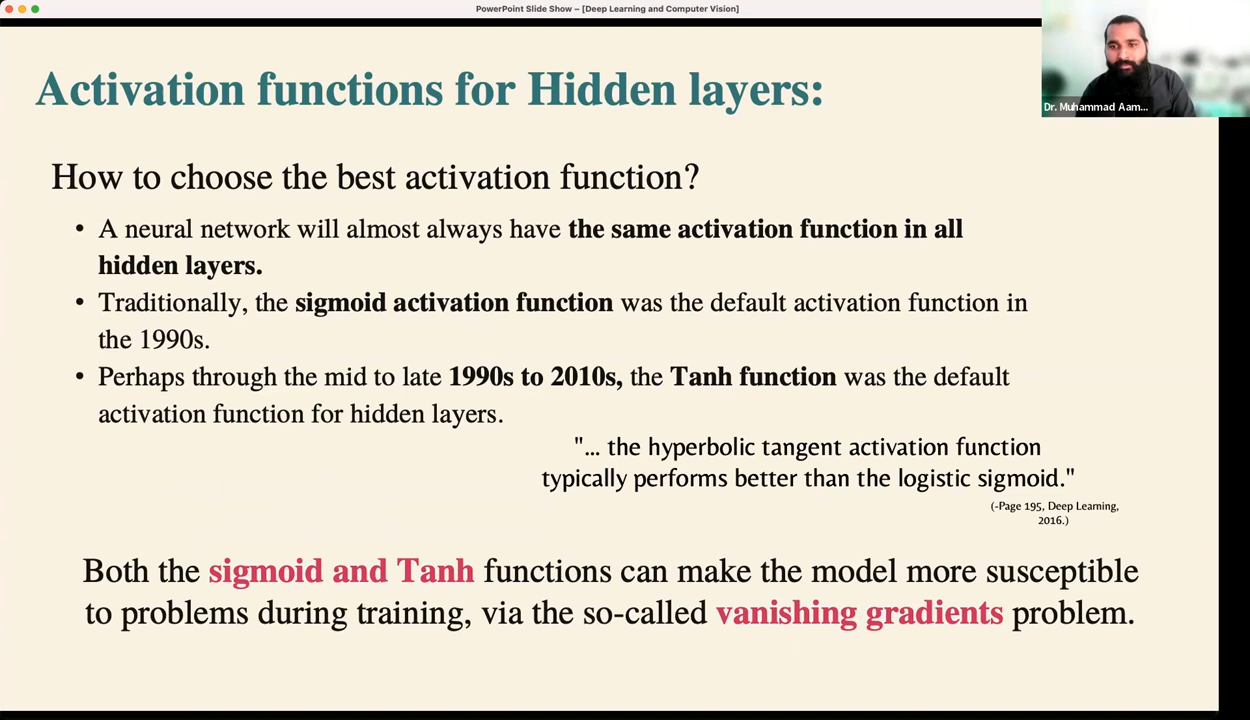 PowerPoint Slide Show – [Deep Learning and Computer Vision]
Dr. Muhammad Aam...
Activation functions for Hidden layers:
How to choose the best activation function?
• A neural network will almost always have the same activation function in all
hidden layers.
• Traditionally, the sigmoid activation function was the default activation function in
the 1990s.
• Perhaps through the mid to late 1990s to 2010s, the Tanh function was the default
activation function for hidden layers.
"... the hyperbolic tangent activation function
typically performs better than the logistic sigmoid."
(-Page 195, Deep Learning,
2016.)
Both the sigmoid and Tanh functions can make the model more susceptible
to problems during training, via the so-called vanishing gradients problem.